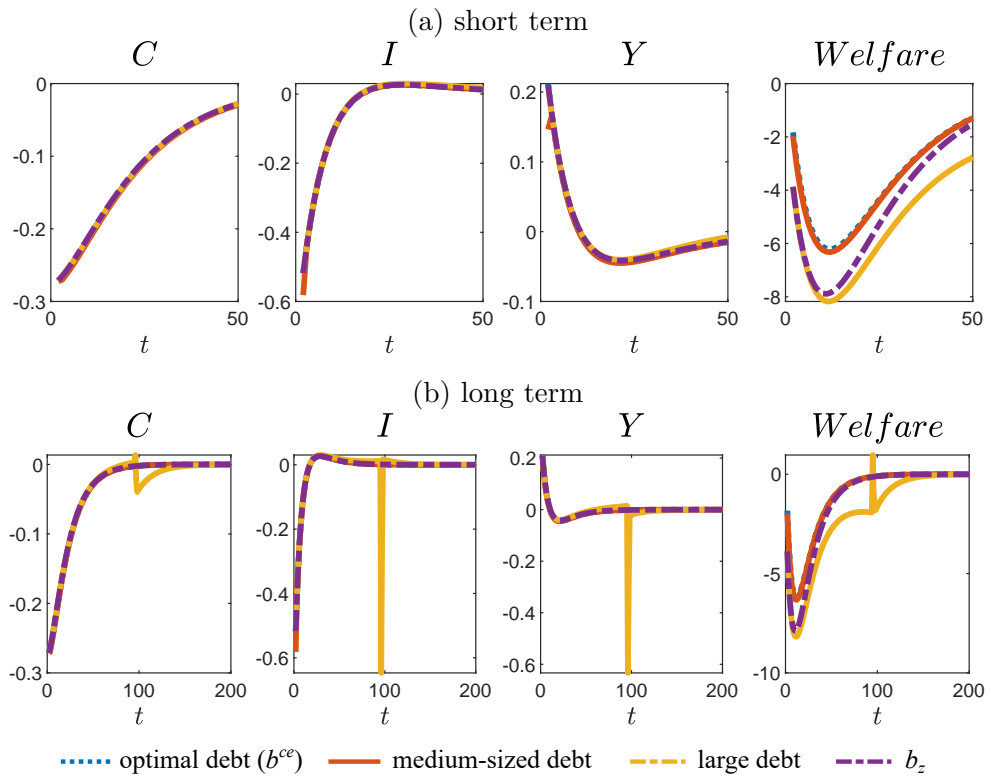 (a) short term
C I Y Welfare
0 0 0.2 0
-0.1 -0.2 0.1 -2
-0.2 -0.4 0 -4
-0.3 -0.6 -0.1 -6
-8
0 50 0 50 0 50 0 50
t t t t
(b) long term
C I Y Welfare
0 0 0.2 0
-0.1 -0.2 0 -5
-0.2 -0.4 -0.2 -10
-0.3 -0.6 -0.4
-0.6
0 100 200 0 100 200 0 100 200 0 100 200
t t t t
optimal debt (b^{ce}) medium-sized debt large debt b_z